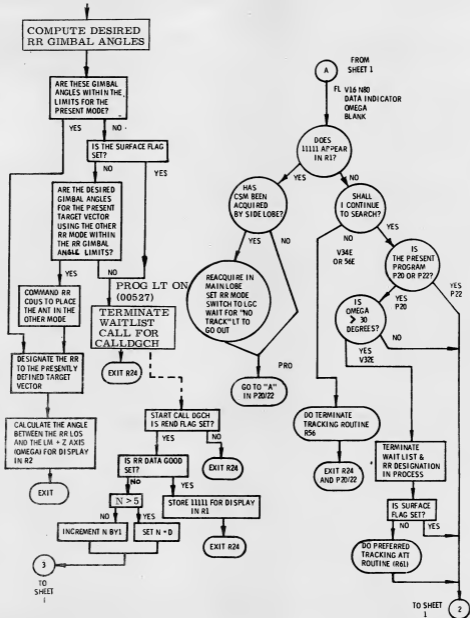 COMPUTE DESIRED
RR GIMBAL ANGLES
ARE THESE GIMBAL
ANGLES WITHIN THE
LIMITS FOR THE
PRESENT MODE?
YES
NO
IS THE SURFACE FLAG
SET?
NO
YES
ARE THE DESIRED
GIMBAL ANGLES
FOR THE PRESENT
TARGET VECTOR
USING THE OTHER
RR MODE WITHIN
THE RR GIMBAL
ANGLE LIMITS?
YES
NO
COMMAND RR
CDUS TO PLACE
THE ANT IN THE
OTHER MODE
PROG LT ON
(00527)
TERMINATE
WAITLIST
CALL FOR
CALLDGCH
EXIT R24
DESIGNATE THE RR
TO THE PRESENTLY
DEFINED TARGET
VECTOR
CALCULATE THE ANGLE
BETWEEN THE RR LOS
AND THE LM + Z AXIS
(OMEGA) FOR DISPLAY
IN R2
EXIT
START CALL DGCH
IS REND FLAG SET?
YES
NO
EXIT R24
IS RR DATA GOOD
SET?
NO
YES
N > 5
NO
YES
STORE 11111 FOR DISPLAY
IN R1
INCREMENT N BY1
SET N = D
EXIT R24
3
TO
SHEET
1
FROM
SHEET 1
A
FL V16 N80
DATA INDICATOR
OMEGA
BLANK
DOES
11111 APPEAR
IN R1?
YES
NO
HAS
CSM BEEN
ACQUIRED
BY SIDE LOBE?
YES
NO
REACQUIRE IN
MAIN LOBE
SET RR MODE
SWITCH TO LGC
WAIT FOR "NO
TRACK" LT TO
GO OUT
PRO
GO TO "A"
IN P20/22
SHALL
I CONTINUE
TO SEARCH?
NO
YES
V34E
OR 56E
IS
THE PRESENT
PROGRAM
P20 OR P22?
YES
P20
YES
P22
IS
OMEGA
> 30
DEGREES?
NO
YES
V32E
DO TERMINATE
TRACKING ROUTINE
R56
EXIT R24
AND P20/22
TERMINATE
WAIT LIST &
RR DESIGNATION
IN PROCESS
IS SURFACE
FLAG SET?
NO
YES
DO PREFERRED
TRACKING ATT
ROUTINE (R61)
TO SHEET
1
2